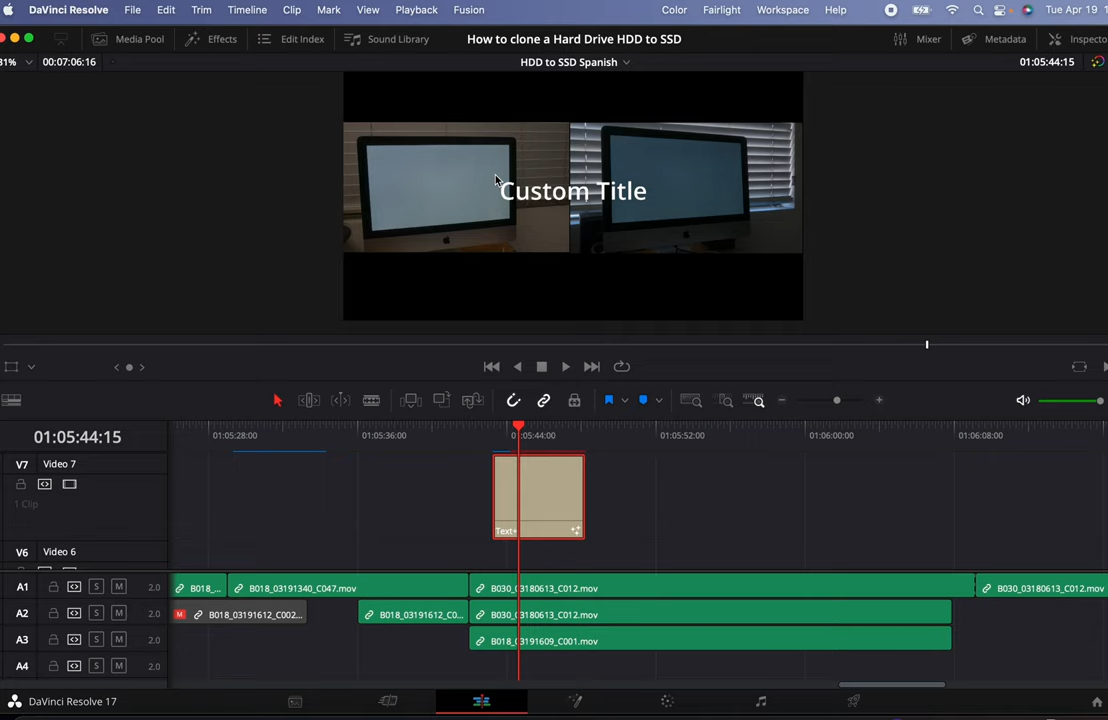 DaVinci Resolve File Edit Trim Timeline Clip Mark View Playback Fusion Color Fairlight Workspace Help Tue Apr 19
Media Pool Effects Edit Index Sound Library How to clone a Hard Drive HDD to SSD Mixer Metadata Inspecto
31% 00:07:06:16 HDD to SSD Spanish 01:05:44:15
Custom Title
01:05:44:15 01:05:28:00 01:05:36:00 01:05:44:00 01:05:52:00 01:06:00:00 01:06:08:00
V7 Video 7
1 Clip
Text+
V6 Video 6
A1 S M 2.0 B018_... B018_03191340_C047.mov B030_03180613_C012.mov B030_03180613_C012.mov
A2 S M 2.0 M B018_03191612_C002... B018_03191612_C0... B030_03180613_C012.mov
A3 S M 2.0 B018_03191609_C001.mov
A4 S M 2.0
DaVinci Resolve 17